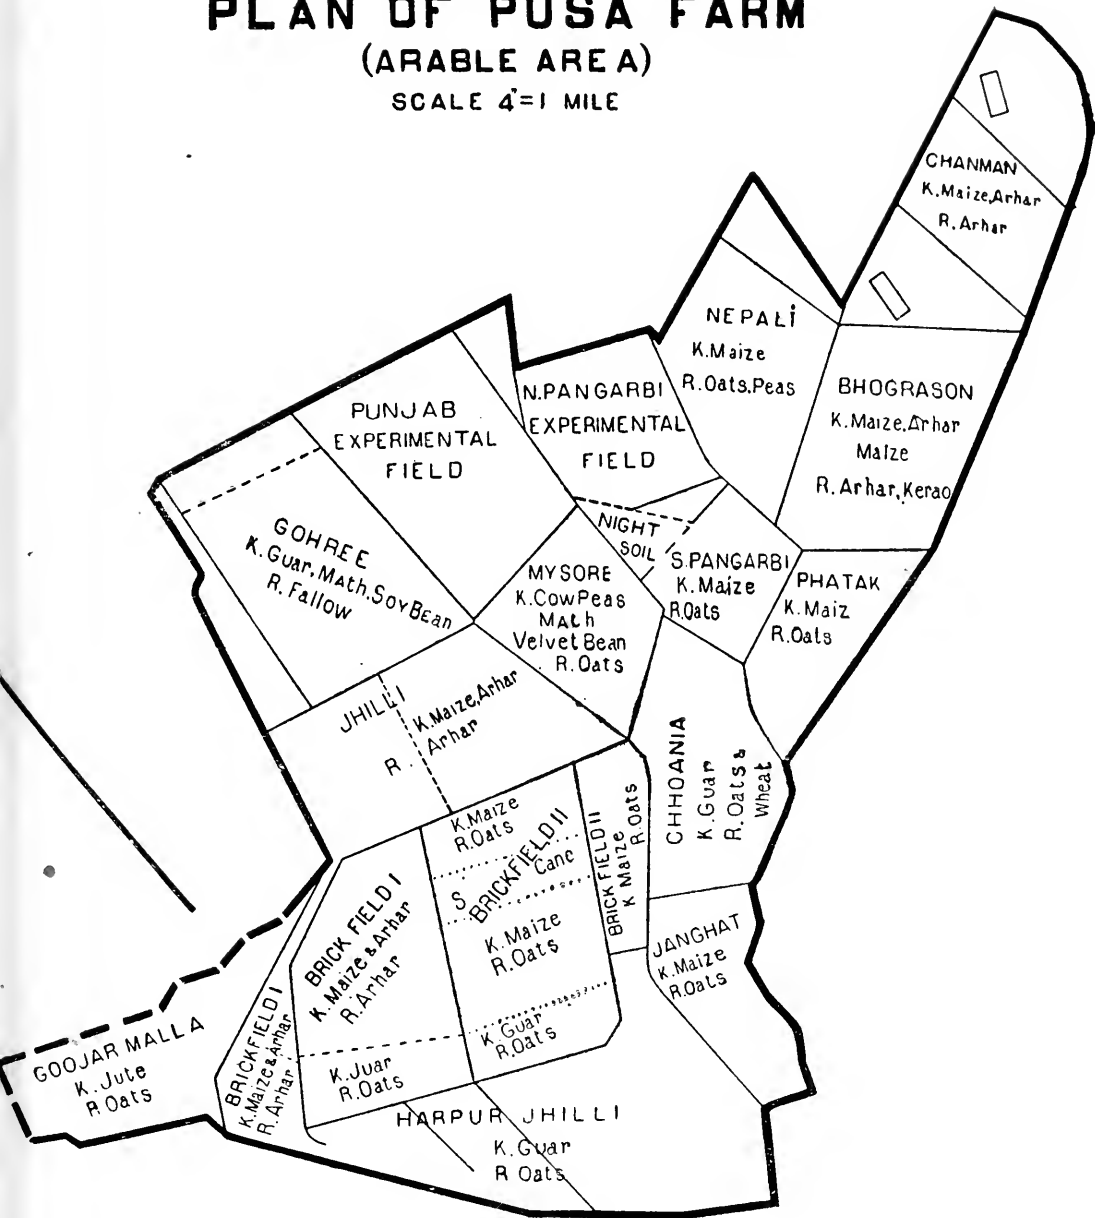 PLAN OF PUSA FARM
(ARABLE AREA)
SCALE 4"=1 MILE
CHANMAN
K.Maize,Arhar
R.Arhar
NEPALI
K.Maize
R.Oats.Peas
BHOGRASON
K.Maize,Arhar
Maize
R.Arhar,Kerao
N.PANGARBI
EXPERIMENTAL
FIELD
PUNJAB
EXPERIMENTAL
FIELD
GOHREE
K.Guar,Math,SoyBean
R.Fallow
NIGHT
SOIL
S.PANGARBI
K.Maize
R.Oats
PHATAK
K.Maiz
R.Oats
MYSORE
K.CowPeas
Math
Velvet Bean
R.Oats
JHILLI
K.Maize,Arhar
R. Arhar
CHHOANIA
K.Guar
R.Oats &
Wheat
K.Maize
R.Oats
BRICKFIELD II
S. Cane
K.Maize
R.Oats
K.Guar
R.Oats
BRICK FIELD II
K Maize
R.Oats
BRICK FIELD I
K.Maize & Arhar
R.Arhar
K.Juar
R.Oats
BRICKFIELD I
K.Maize & Arhar
R.Arhar
JANGHAT
K.Maize
R.Oats
GOOJAR MALLA
K.Jute
R Oats
HARPUR JHILLI
K.Guar
R Oats